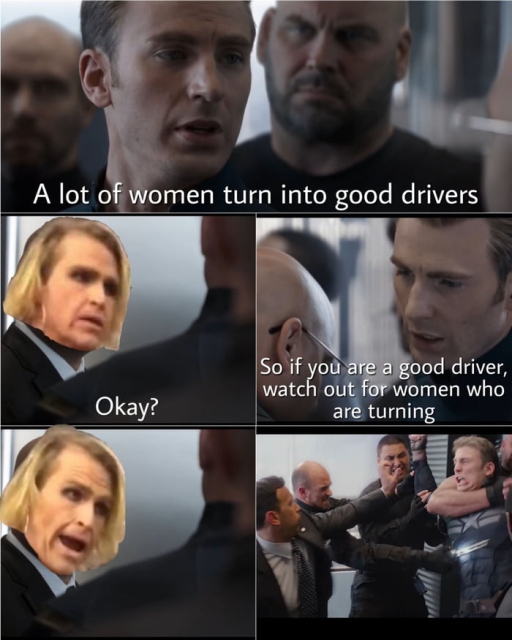 A lot of women turn into good drivers
Okay?
So if you are a good driver,
watch out for women who
are turning